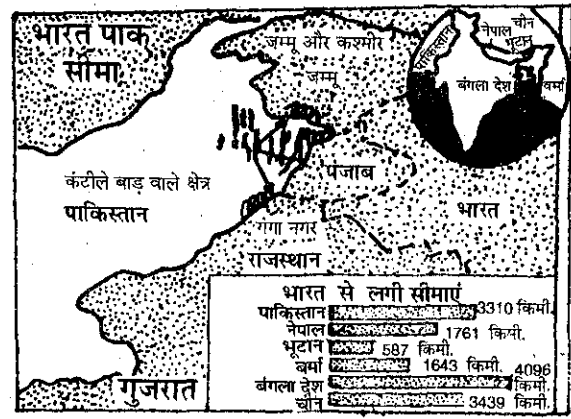 भारत पाक
सीमा
जम्मू और कश्मीर
जम्मू
पाकिस्तान
नेपाल
चीन
भूटान
बंगला देश
वर्मा
कंटीले बाड़ वाले क्षेत्र
पाकिस्तान
पंजाब
भारत
गंगा नगर
राजस्थान
गुजरात
भारत से लगी सीमाएं
पाकिस्तान 3310 किमी.
नेपाल 1761 किमी.
भूटान 587 किमी.
बर्मा 1643 किमी.
बंगला देश 4096 किमी.
चीन 3439 किमी.